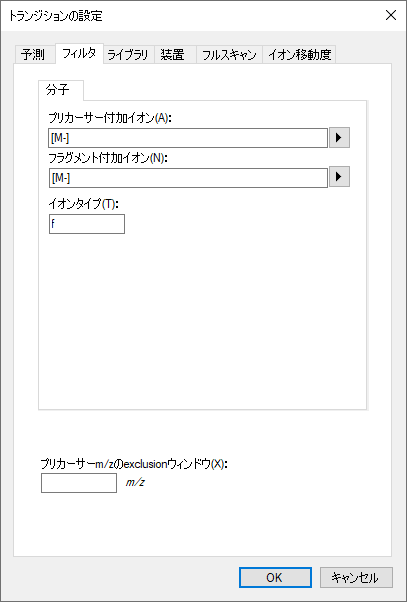 トランジションの設定
予測 フィルタ ライブラリ 装置 フルスキャン イオン移動度
分子
プリカーサー付加イオン(A):
[M-]
フラグメント付加イオン(N):
[M-]
イオンタイプ(T):
f
プリカーサーm/zのexclusionウィンドウ(X):
m/z
OK キャンセル